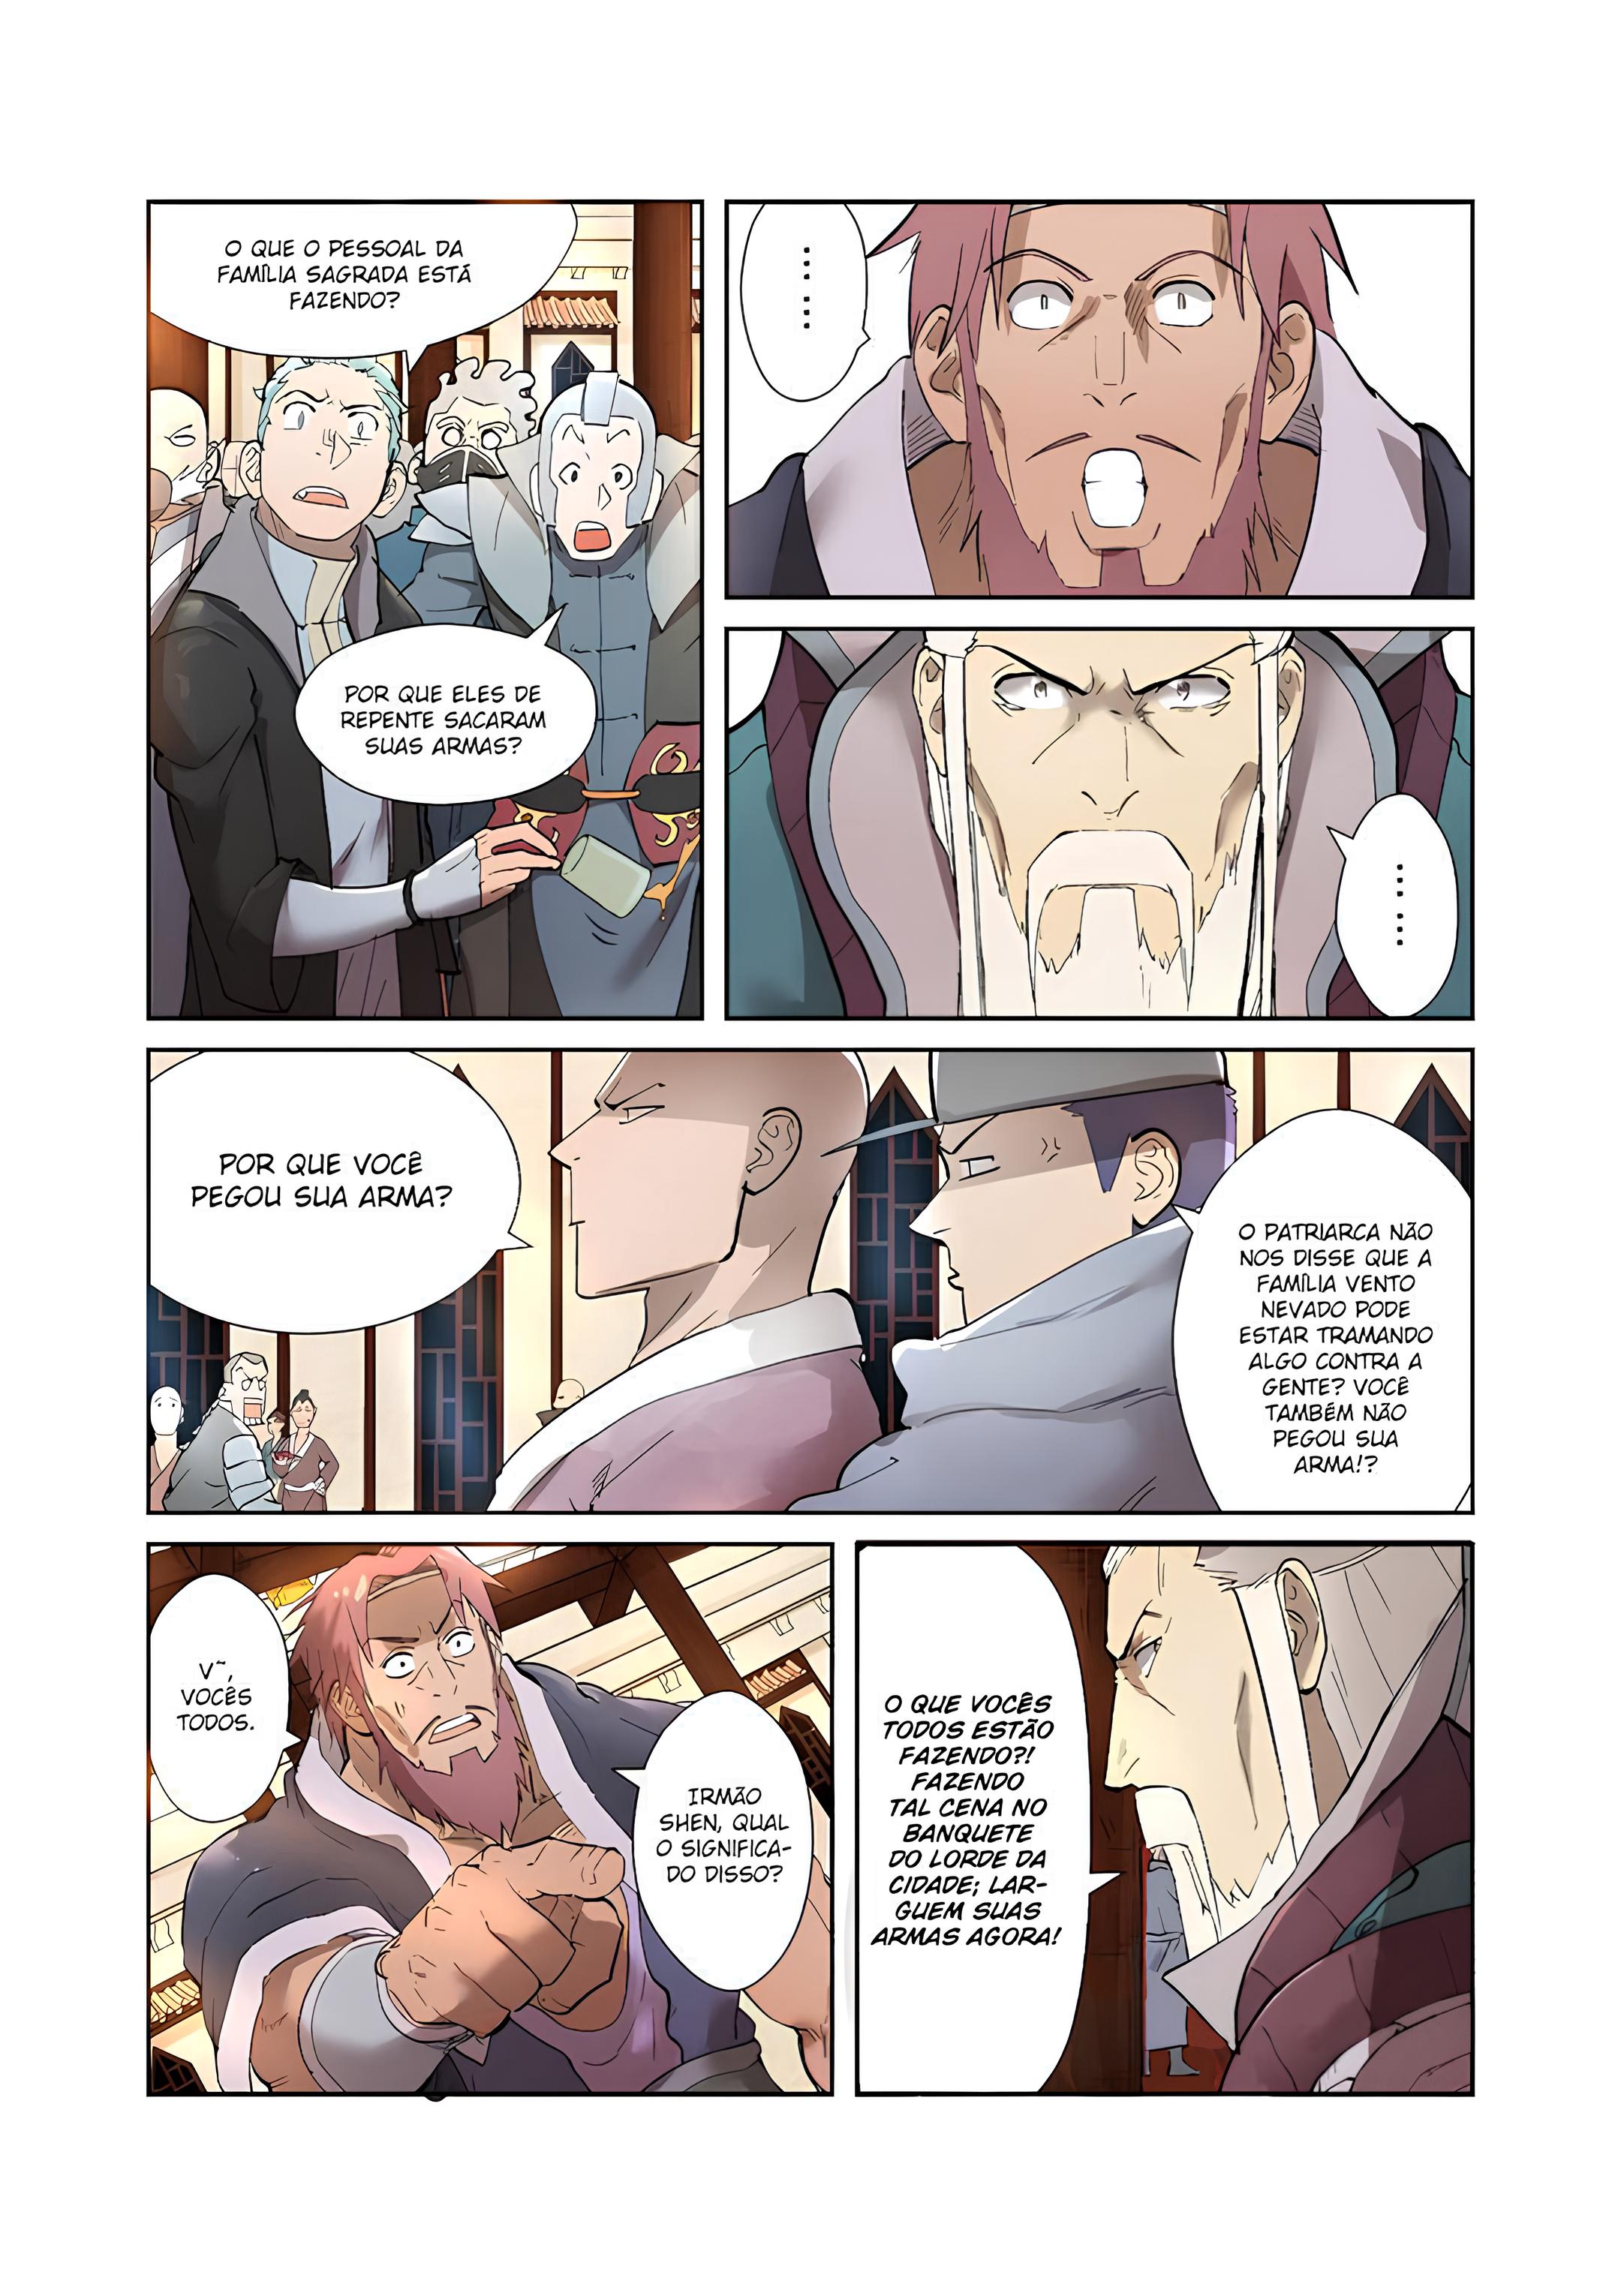 O QUE O PESSOAL DA
FAMÍLIA SAGRADA ESTÁ
FAZENDO?
......
POR QUE ELES DE
REPENTE SACARAM
SUAS ARMAS?
......
POR QUE VOCÊ
PEGOU SUA ARMA?
O PATRIARCA NÃO
NOS DISSE QUE A
FAMÍLIA VENTO
NEVADO PODE
ESTAR TRAMANDO
ALGO CONTRA A
GENTE? VOCÊ
TAMBÉM NÃO
PEGOU SUA
ARMA!?
V~,
VOCÊS
TODOS.
IRMÃO
SHEN, QUAL
O SIGNIFICA-
DO DISSO?
O QUE VOCÊS
TODOS ESTÃO
FAZENDO?!
FAZENDO
TAL CENA NO
BANQUETE
DO LORDE DA
CIDADE; LAR-
GUEM SUAS
ARMAS AGORA!